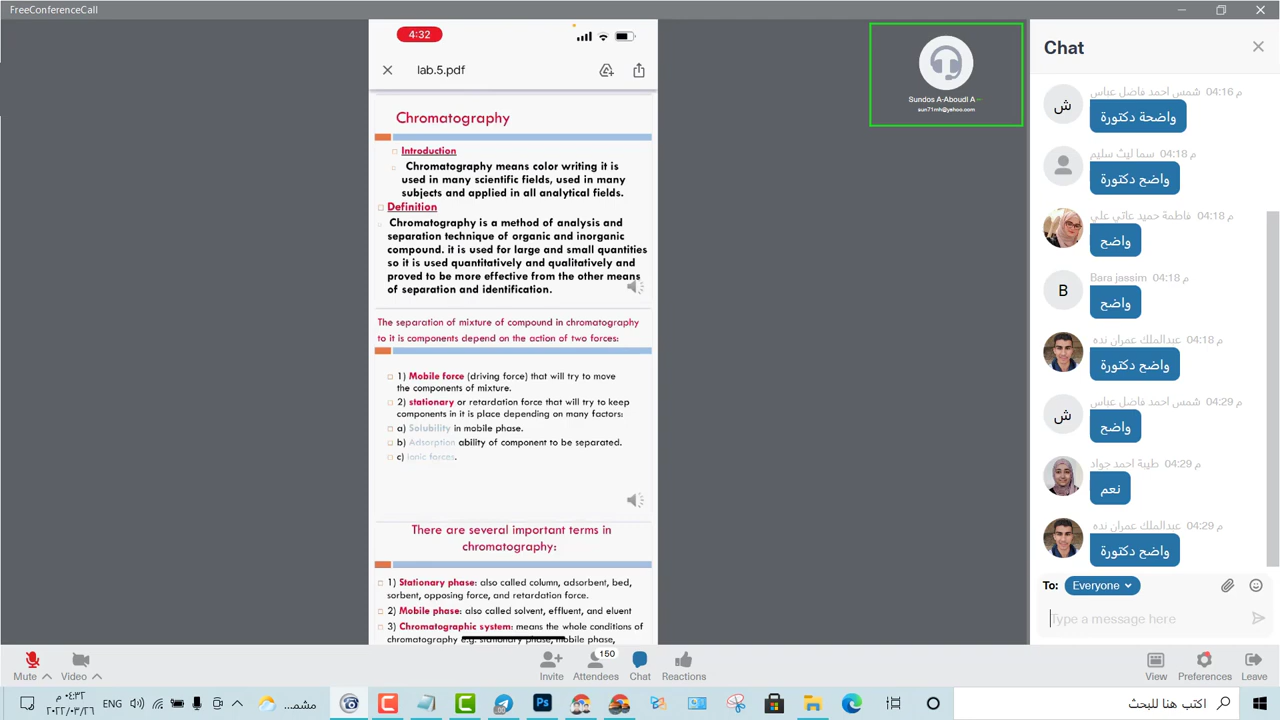 FreeConferenceCall
4:32
lab.5.pdf
Chromatography
Introduction
Chromatography means color writing it is
used in many scientific fields, used in many
subjects and applied in all analytical fields.
Definition
Chromatography is a method of analysis and
separation technique of organic and inorganic
compound. it is used for large and small quantities
so it is used quantitatively and qualitatively and
proved to be more effective from the other means
of separation and identification.
The separation of mixture of compound in chromatography
to it is components depend on the action of two forces:
1) Mobile force (driving force) that will try to move
the components of mixture.
2) stationary or retardation force that will try to keep
components in it is place depending on many factors:
a) Solubility in mobile phase.
b) Adsorption ability of component to be separated.
c) Ionic forces.
There are several important terms in
chromatography:
1) Stationary phase: also called column, adsorbent, bed,
sorbent, opposing force, and retardation force.
2) Mobile phase: also called solvent, effluent, and eluent
3) Chromatographic system: means the whole conditions of
chromatography e.g. stationary phase, mobile phase,
Sundos A-Aboudi A
sun71mh@yahoo.com
Chat
شمس احمد فاضل عباس 04:16 م
ش
واضحة دكتورة
سما ليث سليم 04:18 م
واضح دكتورة
فاطمة حميد عاتي علي 04:18 م
واضح
Bara jassim 04:18 م
B
واضح
عبدالملك عمران نده 04:18 م
واضح دكتورة
شمس احمد فاضل عباس 04:29 م
ش
واضح
طيبة احمد جواد 04:29 م
نعم
عبدالملك عمران نده 04:29 م
واضح دكتورة
To: Everyone
Type a message here
Mute
Video
Invite
150
Attendees
Chat
Reactions
View
Preferences
Leave
٠٤:٣٢ م
٢٠٢٢/٠٣/٢٦
ENG
مشمـ...
اكتب هنا للبحث